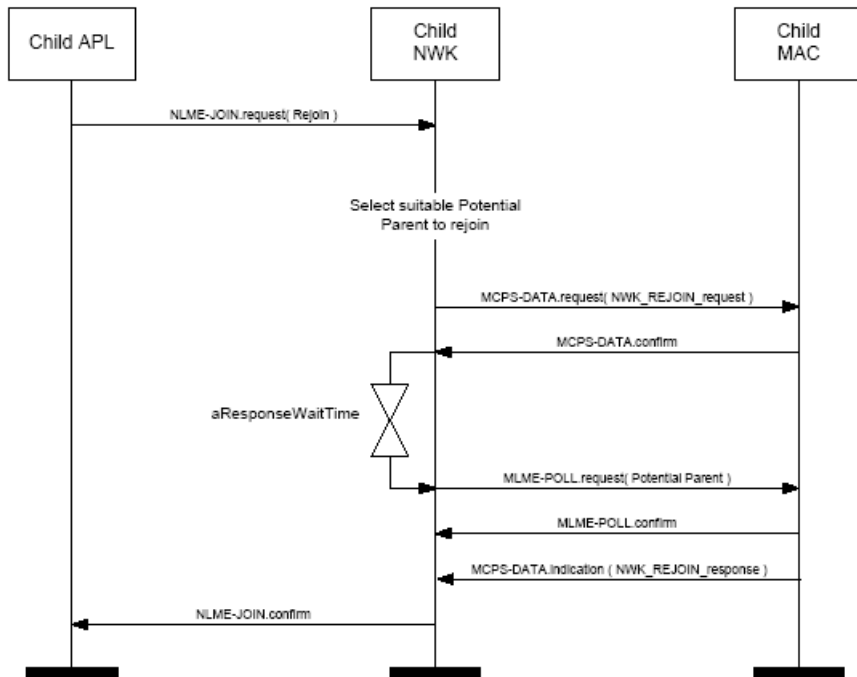 Child APL
Child
NWK
Child
MAC
NLME-JOIN.request( Rejoin )
Select suitable Potential
Parent to rejoin
MCPS-DATA.request( NWK_REJOIN_request )
MCPS-DATA.confirm
aResponseWaitTime
MLME-POLL.request( Potential Parent )
MLME-POLL.confirm
MCPS-DATA.indication ( NWK_REJOIN_response )
NLME-JOIN.confirm